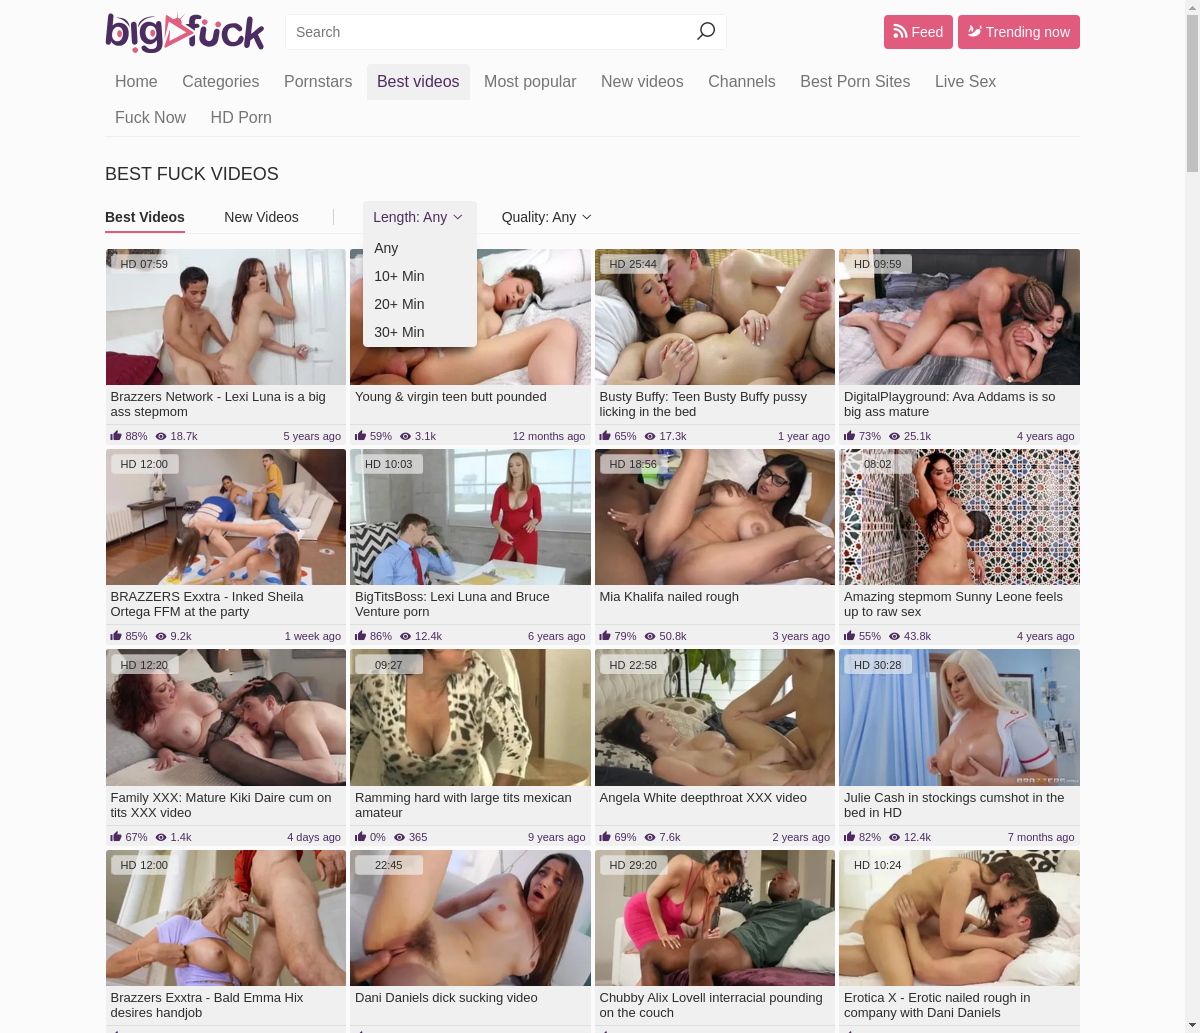 bigfuck
Search
Feed
Trending now
Home Categories Pornstars Best videos Most popular New videos Channels Best Porn Sites Live Sex
Fuck Now HD Porn
BEST FUCK VIDEOS
Best Videos New Videos Length: Any Quality: Any
Any
10+ Min
20+ Min
30+ Min
HD 07:59
HD 25:44
HD 09:59
Brazzers Network - Lexi Luna is a big
ass stepmom
88% 18.7k 5 years ago
Young & virgin teen butt pounded
59% 3.1k 12 months ago
Busty Buffy: Teen Busty Buffy pussy
licking in the bed
65% 17.3k 1 year ago
DigitalPlayground: Ava Addams is so
big ass mature
73% 25.1k 4 years ago
HD 12:00
HD 10:03
HD 18:56
08:02
BRAZZERS Exxtra - Inked Sheila
Ortega FFM at the party
85% 9.2k 1 week ago
BigTitsBoss: Lexi Luna and Bruce
Venture porn
86% 12.4k 6 years ago
Mia Khalifa nailed rough
79% 50.8k 3 years ago
Amazing stepmom Sunny Leone feels
up to raw sex
55% 43.8k 4 years ago
HD 12:20
09:27
HD 22:58
HD 30:28
BRAZZERS
Family XXX: Mature Kiki Daire cum on
tits XXX video
67% 1.4k 4 days ago
Ramming hard with large tits mexican
amateur
0% 365 9 years ago
Angela White deepthroat XXX video
69% 7.6k 2 years ago
Julie Cash in stockings cumshot in the
bed in HD
82% 12.4k 7 months ago
HD 12:00
22:45
HD 29:20
HD 10:24
Brazzers Exxtra - Bald Emma Hix
desires handjob
Dani Daniels dick sucking video
Chubby Alix Lovell interracial pounding
on the couch
Erotica X - Erotic nailed rough in
company with Dani Daniels